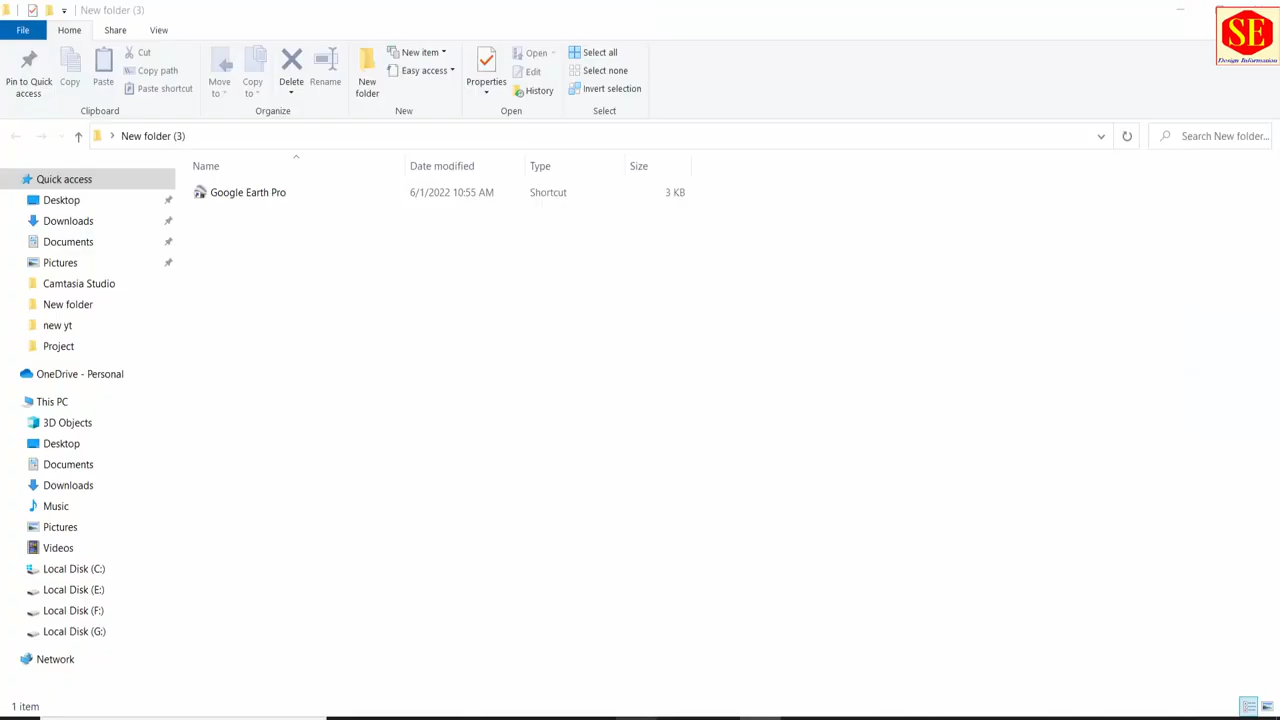 New folder (3)
File Home Share View
Pin to Quick access
Copy
Paste
Cut
Copy path
Paste shortcut
Clipboard
Move to
Copy to
Delete
Rename
Organize
New folder
New item
Easy access
New
Properties
Open
Edit
History
Open
Select all
Select none
Invert selection
Select
SE
Design Information
New folder (3)
Search New folder...
Name Date modified Type Size
Google Earth Pro 6/1/2022 10:55 AM Shortcut 3 KB
Quick access
Desktop
Downloads
Documents
Pictures
Camtasia Studio
New folder
new yt
Project
OneDrive - Personal
This PC
3D Objects
Desktop
Documents
Downloads
Music
Pictures
Videos
Local Disk (C:)
Local Disk (E:)
Local Disk (F:)
Local Disk (G:)
Network
1 item